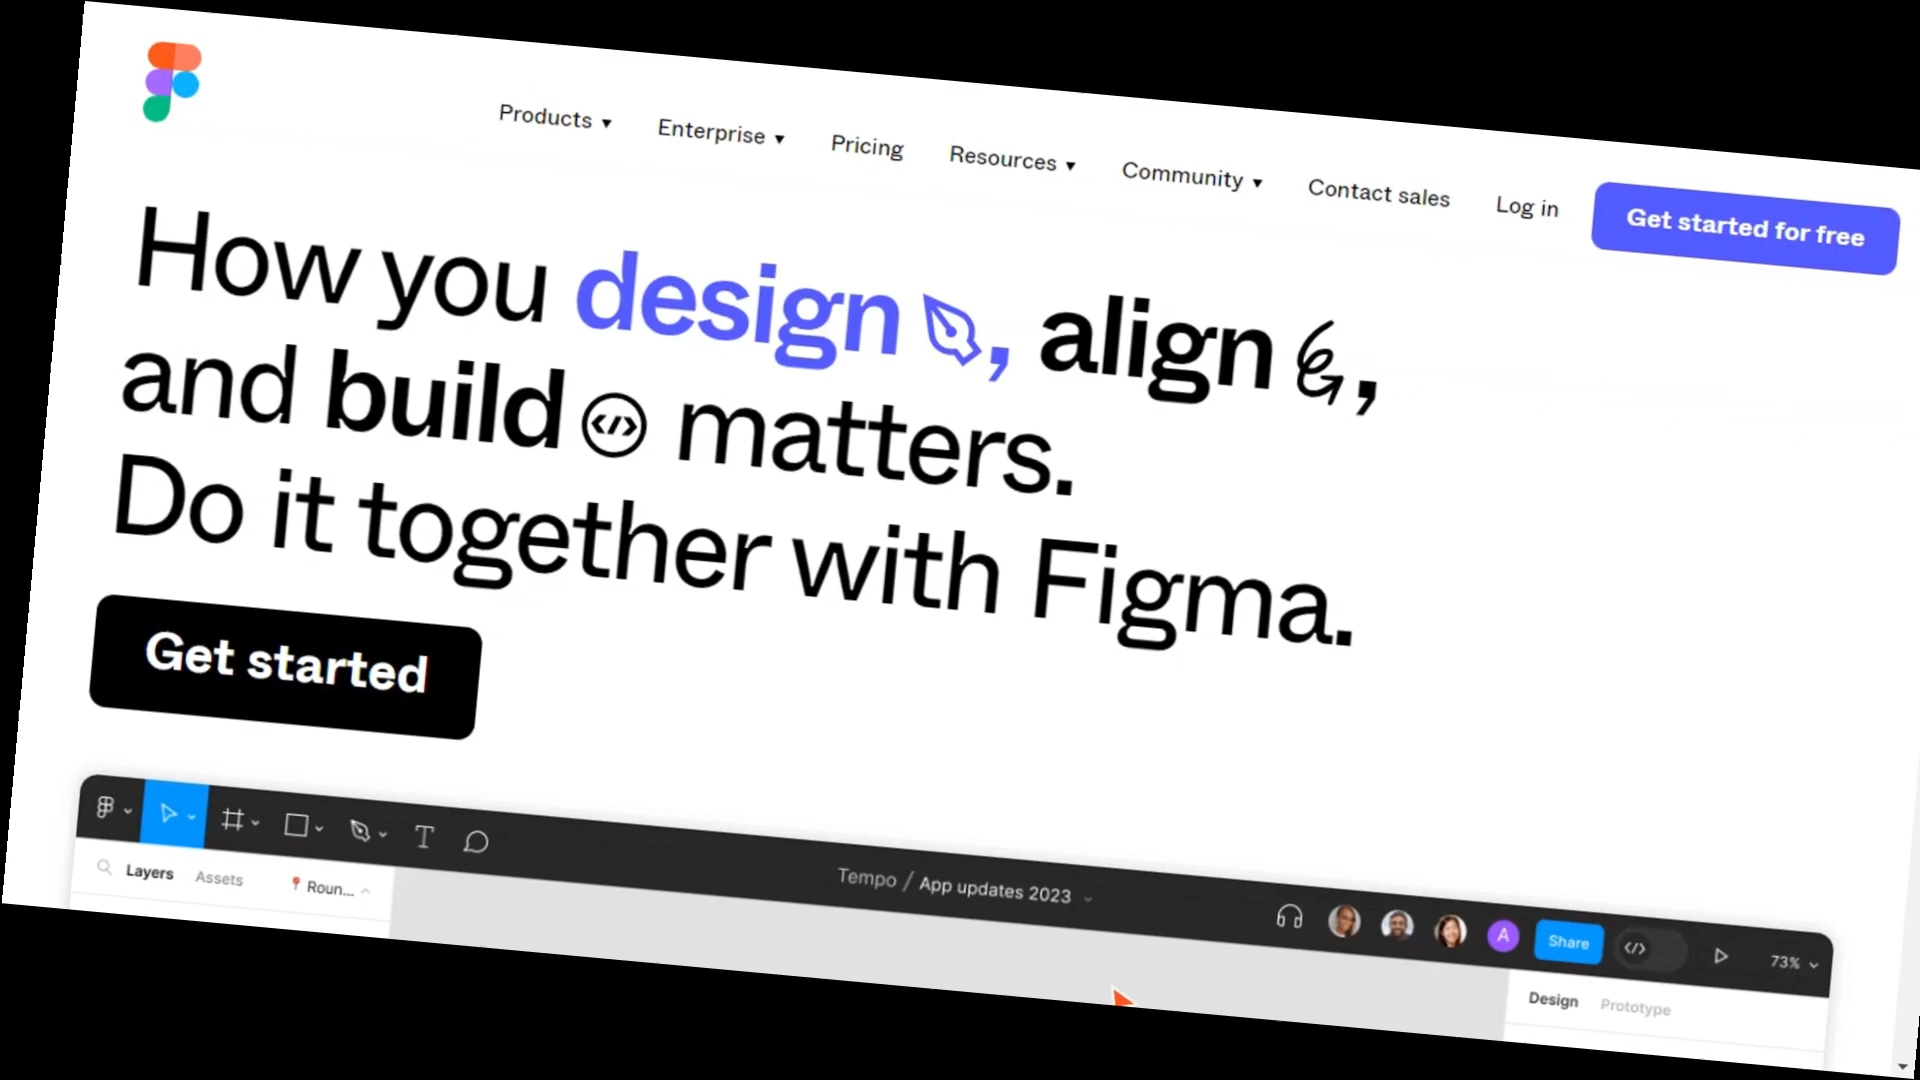 Products ▾ Enterprise ▾ Pricing Resources ▾ Community ▾ Contact sales Log in Get started for free
How you design, align,
and build matters.
Do it together with Figma.
Get started
Tempo / App updates 2023
A Share 73%
Layers Assets Roun...
Design Prototype